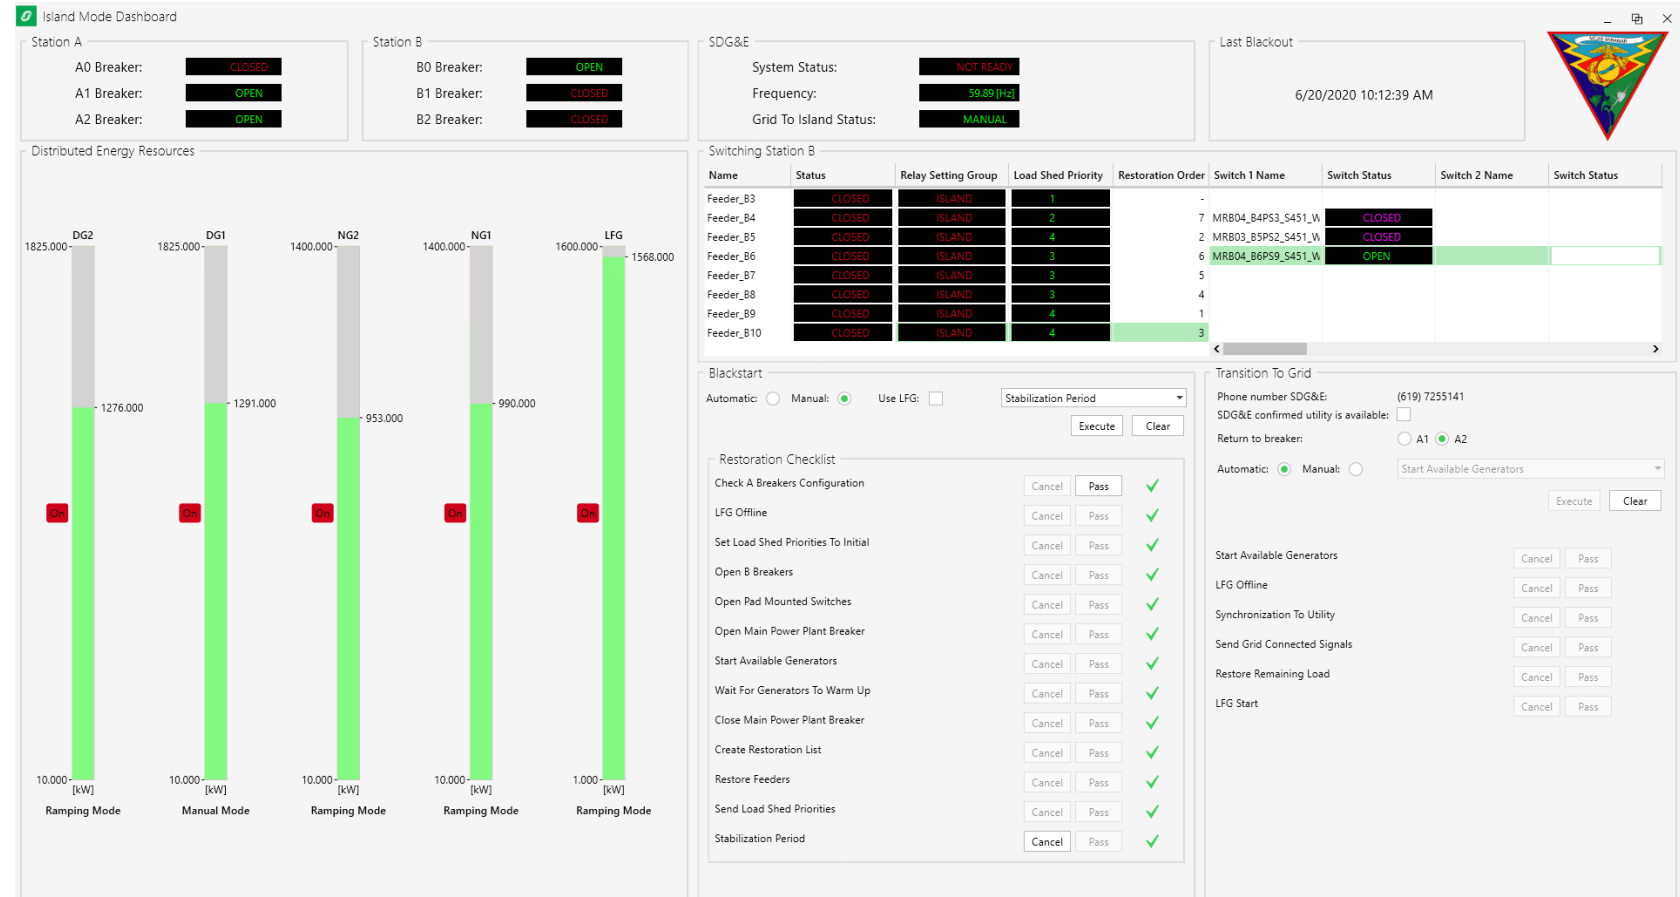 Island Mode Dashboard
Station A
A0 Breaker: CLOSED
A1 Breaker: OPEN
A2 Breaker: OPEN
Station B
B0 Breaker: OPEN
B1 Breaker: CLOSED
B2 Breaker: CLOSED
SDG&E
System Status: NOT READY
Frequency: 59.89 [Hz]
Grid To Island Status: MANUAL
Last Blackout
6/20/2020 10:12:39 AM
Distributed Energy Resources
DG2 DG1 NG2 NG1 LFG
1825.000 1825.000 1400.000 1400.000 1600.000
1568.000
1276.000 1291.000 953.000 990.000
On On On On On
10.000 10.000 10.000 10.000 1.000
[kW] [kW] [kW] [kW] [kW]
Ramping Mode Manual Mode Ramping Mode Ramping Mode Ramping Mode
Switching Station B
Name Status Relay Setting Group Load Shed Priority Restoration Order Switch 1 Name Switch Status Switch 2 Name Switch Status
Feeder_B3 CLOSED ISLAND 1 -
Feeder_B4 CLOSED ISLAND 2 7 MRB04_B4PS3_S451_W CLOSED
Feeder_B5 CLOSED ISLAND 4 2 MRB03_B5PS2_S451_W CLOSED
Feeder_B6 CLOSED ISLAND 3 6 MRB04_B6PS9_S451_W OPEN
Feeder_B7 CLOSED ISLAND 3 5
Feeder_B8 CLOSED ISLAND 3 4
Feeder_B9 CLOSED ISLAND 4 1
Feeder_B10 CLOSED ISLAND 4 3
Blackstart
Automatic: Manual: Use LFG: Stabilization Period
Execute Clear
Restoration Checklist
Check A Breakers Configuration Cancel Pass
LFG Offline Cancel Pass
Set Load Shed Priorities To Initial Cancel Pass
Open B Breakers Cancel Pass
Open Pad Mounted Switches Cancel Pass
Open Main Power Plant Breaker Cancel Pass
Start Available Generators Cancel Pass
Wait For Generators To Warm Up Cancel Pass
Close Main Power Plant Breaker Cancel Pass
Create Restoration List Cancel Pass
Restore Feeders Cancel Pass
Send Load Shed Priorities Cancel Pass
Stabilization Period Cancel Pass
Transition To Grid
Phone number SDG&E: (619) 7255141
SDG&E confirmed utility is available:
Return to breaker: A1 A2
Automatic: Manual: Start Available Generators
Execute Clear
Start Available Generators Cancel Pass
LFG Offline Cancel Pass
Synchronization To Utility Cancel Pass
Send Grid Connected Signals Cancel Pass
Restore Remaining Load Cancel Pass
LFG Start Cancel Pass